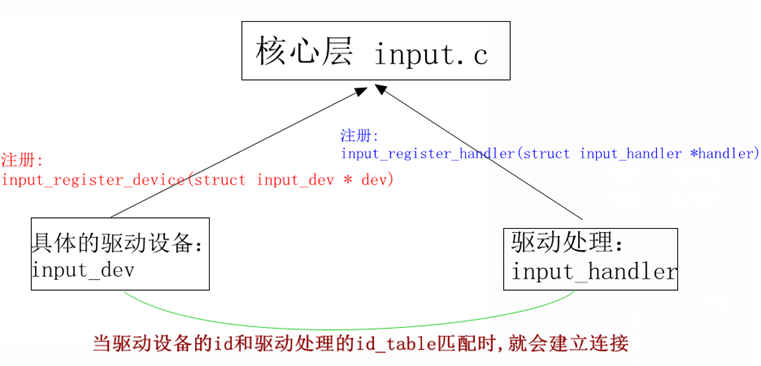 核心层 input.c
注册:
input_register_device(struct input_dev * dev)
注册:
input_register_handler(struct input_handler *handler)
具体的驱动设备:
input_dev
驱动处理:
input_handler
当驱动设备的id和驱动处理的id_table匹配时,就会建立连接